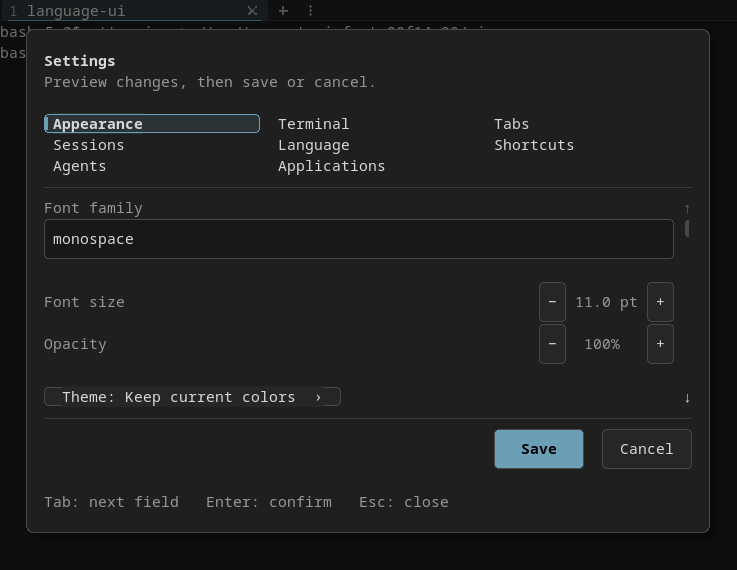 1 language-ui × + ⋮
bas
Settings
Preview changes, then save or cancel.
Appearance Terminal Tabs
Sessions Language Shortcuts
Agents Applications
Font family ↑
monospace
Font size − 11.0 pt +
Opacity − 100% +
Theme: Keep current colors › ↓
Save Cancel
Tab: next field Enter: confirm Esc: close